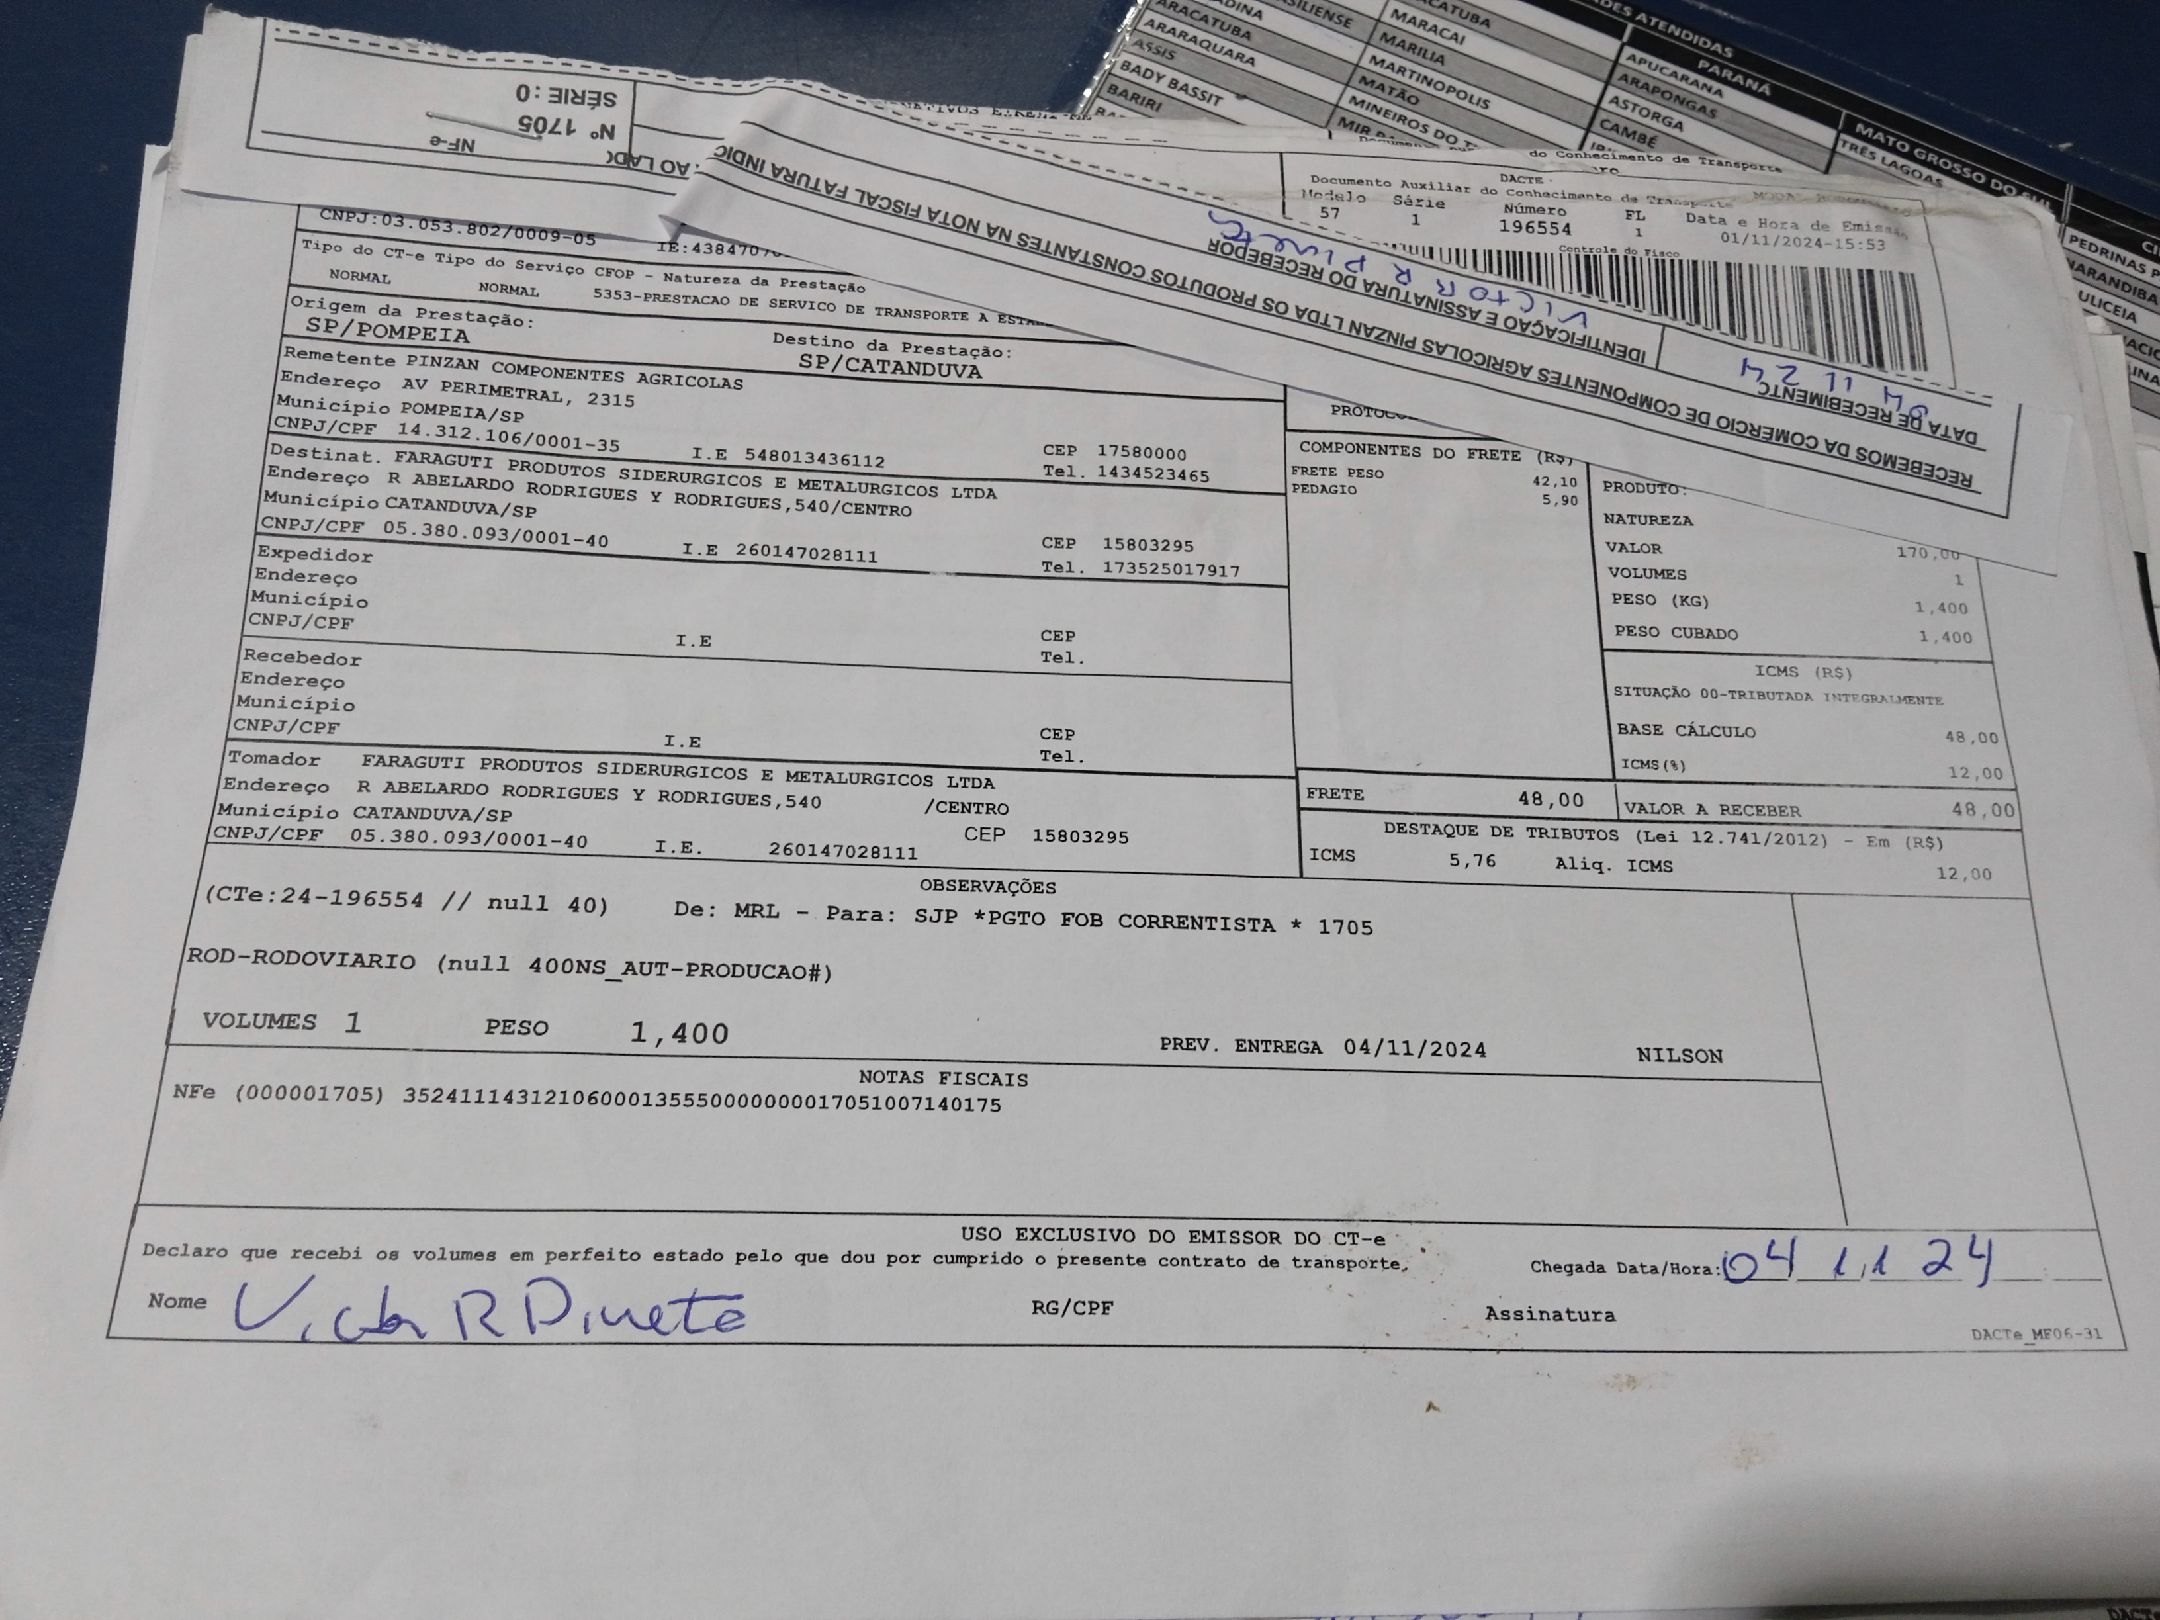 ARACATUBA
ARARAQUARA
ASSIS
BADY BASSIT
BARIRI
MARACAI
MARILIA
MARTINOPOLIS
MATÃO
MINEIROS DO
ATENDIDAS
PARANÁ
APUCARANA
ARAPONGAS
ASTORGA
CAMBÉ
MATO GROSSO DO SUL
TRÊS LAGOAS
NF-e
Nº 1705
SÉRIE: 0
RECEBEMOS DA COMERCIO DE COMPONENTES AGRICOLAS PINZAN LTDA OS PRODUTOS CONSTANTES NA NOTA FISCAL FATURA INDIC AO LADO
DATA DE RECEBIMENTO
04 11 24
IDENTIFICAÇÃO E ASSINATURA DO RECEBEDOR
VICTOR R Pineta
do Conhecimento de Transporte
DACTE
Documento Auxiliar do Conhecimento de Transporte
Modelo Série Número FL Data e Hora de Emissão
57 1 196554 1 01/11/2024-15:53
Controle do Fisco
CNPJ:03.053.802/0009-05
Tipo do CT-e Tipo do Serviço CFOP - Natureza da Prestação
NORMAL NORMAL 5353-PRESTACAO DE SERVICO DE TRANSPORTE A
Origem da Prestação: Destino da Prestação:
SP/POMPEIA SP/CATANDUVA
Remetente PINZAN COMPONENTES AGRICOLAS
Endereço AV PERIMETRAL, 2315
Município POMPEIA/SP CEP 17580000
CNPJ/CPF 14.312.106/0001-35 I.E 548013436112 Tel. 1434523465
Destinat. FARAGUTI PRODUTOS SIDERURGICOS E METALURGICOS LTDA
Endereço R ABELARDO RODRIGUES Y RODRIGUES,540/CENTRO
Município CATANDUVA/SP CEP 15803295
CNPJ/CPF 05.380.093/0001-40 I.E 260147028111 Tel. 173525017917
Expedidor
Endereço
Município CEP
CNPJ/CPF I.E Tel.
Recebedor
Endereço
Município CEP
CNPJ/CPF I.E Tel.
Tomador FARAGUTI PRODUTOS SIDERURGICOS E METALURGICOS LTDA
Endereço R ABELARDO RODRIGUES Y RODRIGUES,540 /CENTRO
Município CATANDUVA/SP CEP 15803295
CNPJ/CPF 05.380.093/0001-40 I.E. 260147028111
COMPONENTES DO FRETE (R$)
FRETE PESO 42,10
PEDAGIO 5,90
PRODUTO:
NATUREZA
VALOR 170,00
VOLUMES 1
PESO (KG) 1,400
PESO CUBADO 1,400
ICMS (R$)
SITUAÇÃO 00-TRIBUTADA INTEGRALMENTE
BASE CÁLCULO 48,00
ICMS(%) 12,00
FRETE 48,00 VALOR A RECEBER 48,00
DESTAQUE DE TRIBUTOS (Lei 12.741/2012) - Em (R$)
ICMS 5,76 Aliq. ICMS 12,00
OBSERVAÇÕES
(CTe:24-196554 // null 40) De: MRL - Para: SJP *PGTO FOB CORRENTISTA * 1705
ROD-RODOVIARIO (null 400NS_AUT-PRODUCAO#)
VOLUMES 1 PESO 1,400 PREV. ENTREGA 04/11/2024 NILSON
NOTAS FISCAIS
NFe (000001705) 35241114312106000135550000000017051007140175
USO EXCLUSIVO DO EMISSOR DO CT-e
Declaro que recebi os volumes em perfeito estado pelo que dou por cumprido o presente contrato de transporte. Chegada Data/Hora: 04 11 24
Nome Victor R Pineta RG/CPF Assinatura
DACTe_MF06-31